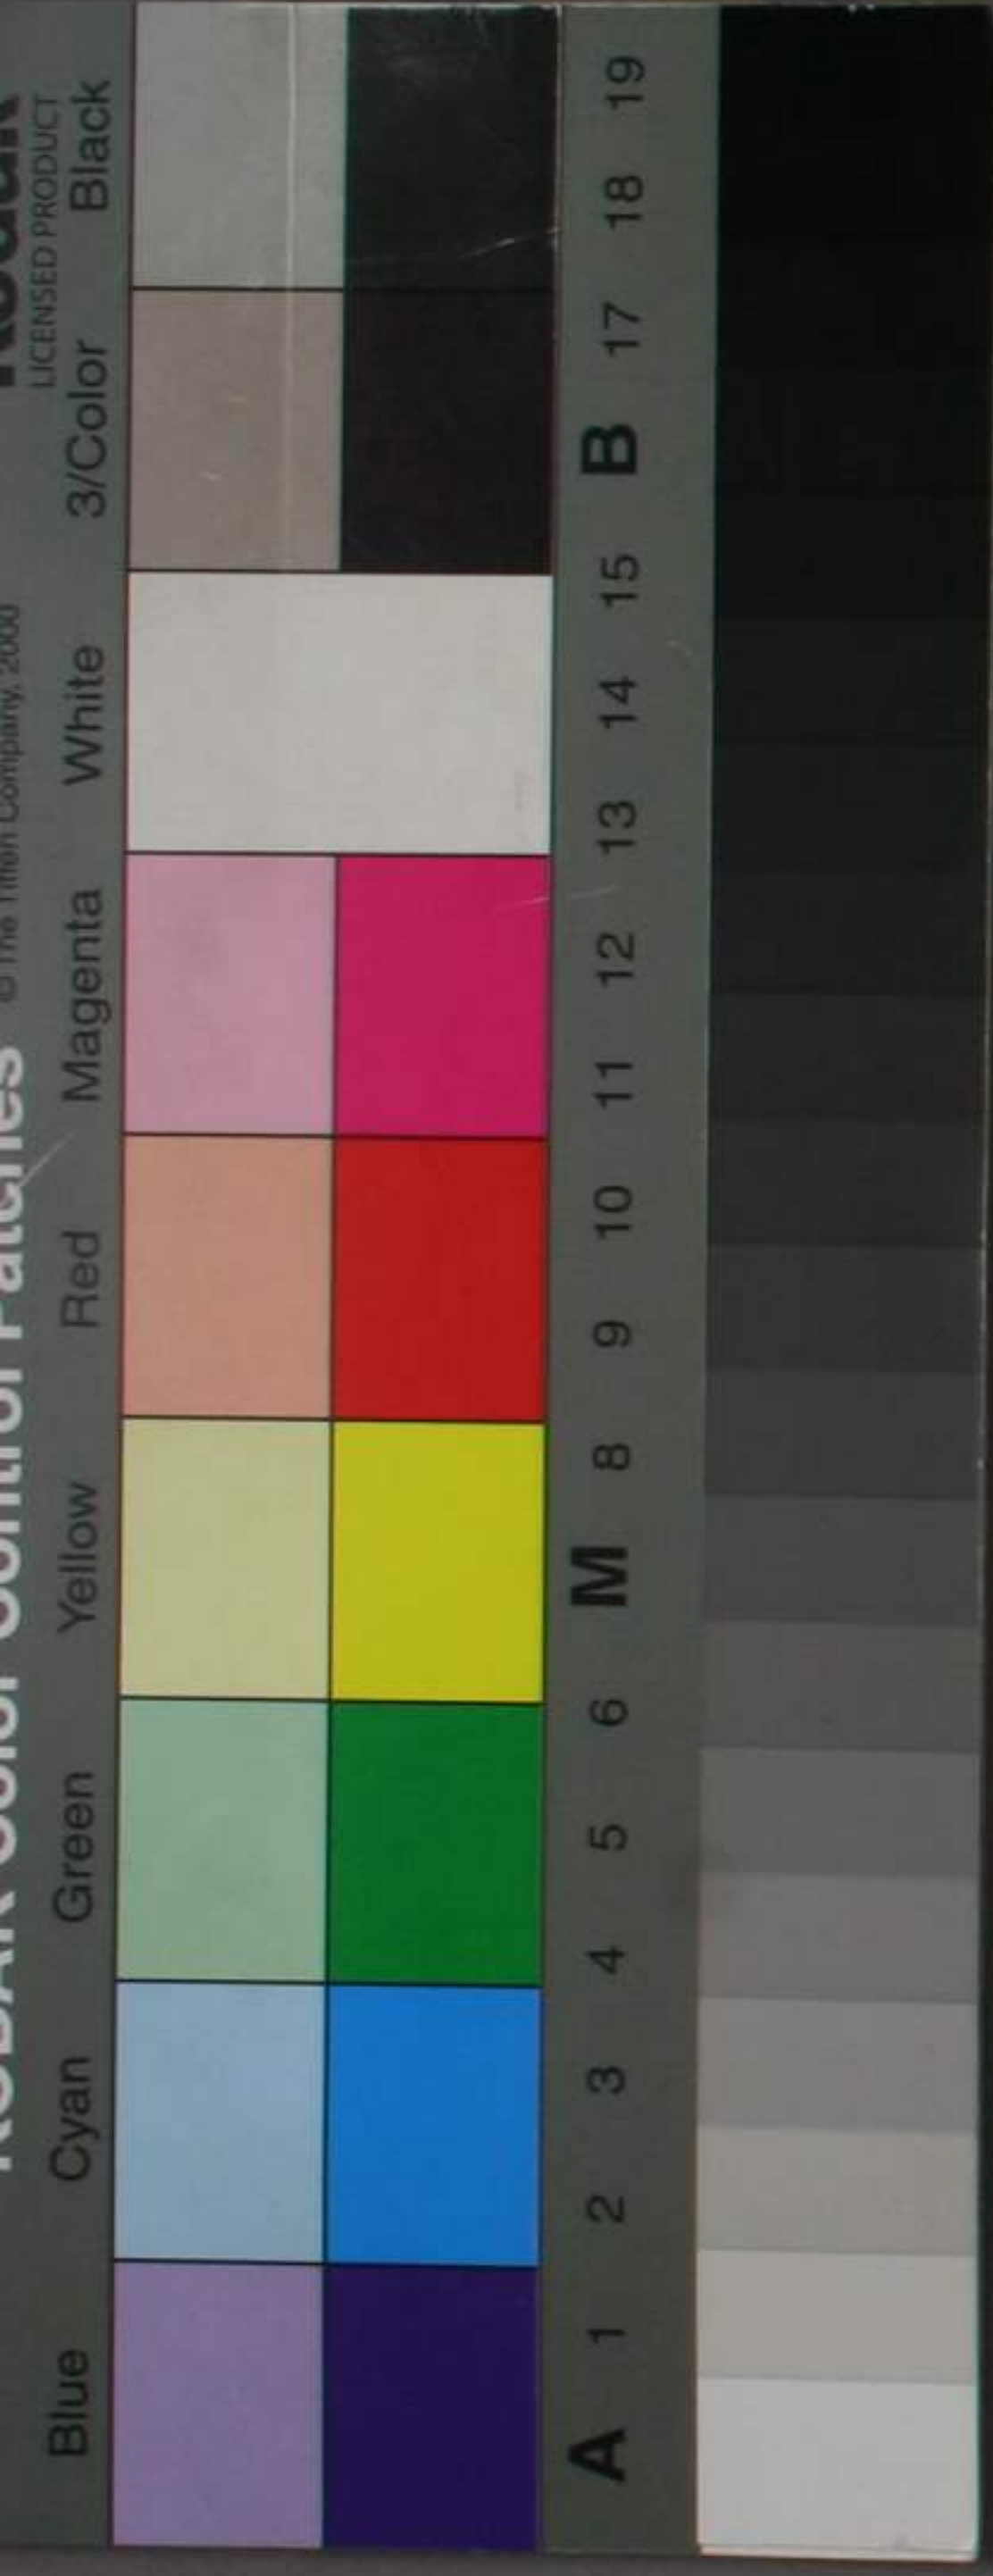 KODAK Color Control Patches © The Tiffen Company, 2000 Kodak
LICENSED PRODUCT
Blue Cyan Green Yellow Red Magenta White 3/Color Black
A 1 2 3 4 5 6 M 8 9 10 11 12 13 14 15 B 17 18 19